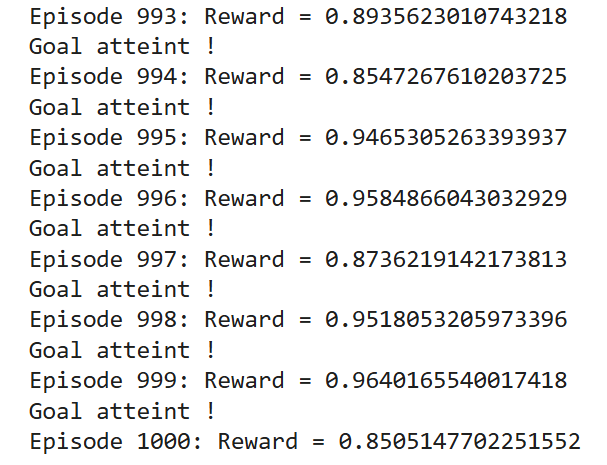 Episode 993: Reward = 0.8935623010743218
Goal atteint !
Episode 994: Reward = 0.8547267610203725
Goal atteint !
Episode 995: Reward = 0.9465305263393937
Goal atteint !
Episode 996: Reward = 0.9584866043032929
Goal atteint !
Episode 997: Reward = 0.8736219142173813
Goal atteint !
Episode 998: Reward = 0.9518053205973396
Goal atteint !
Episode 999: Reward = 0.9640165540017418
Goal atteint !
Episode 1000: Reward = 0.8505147702251552